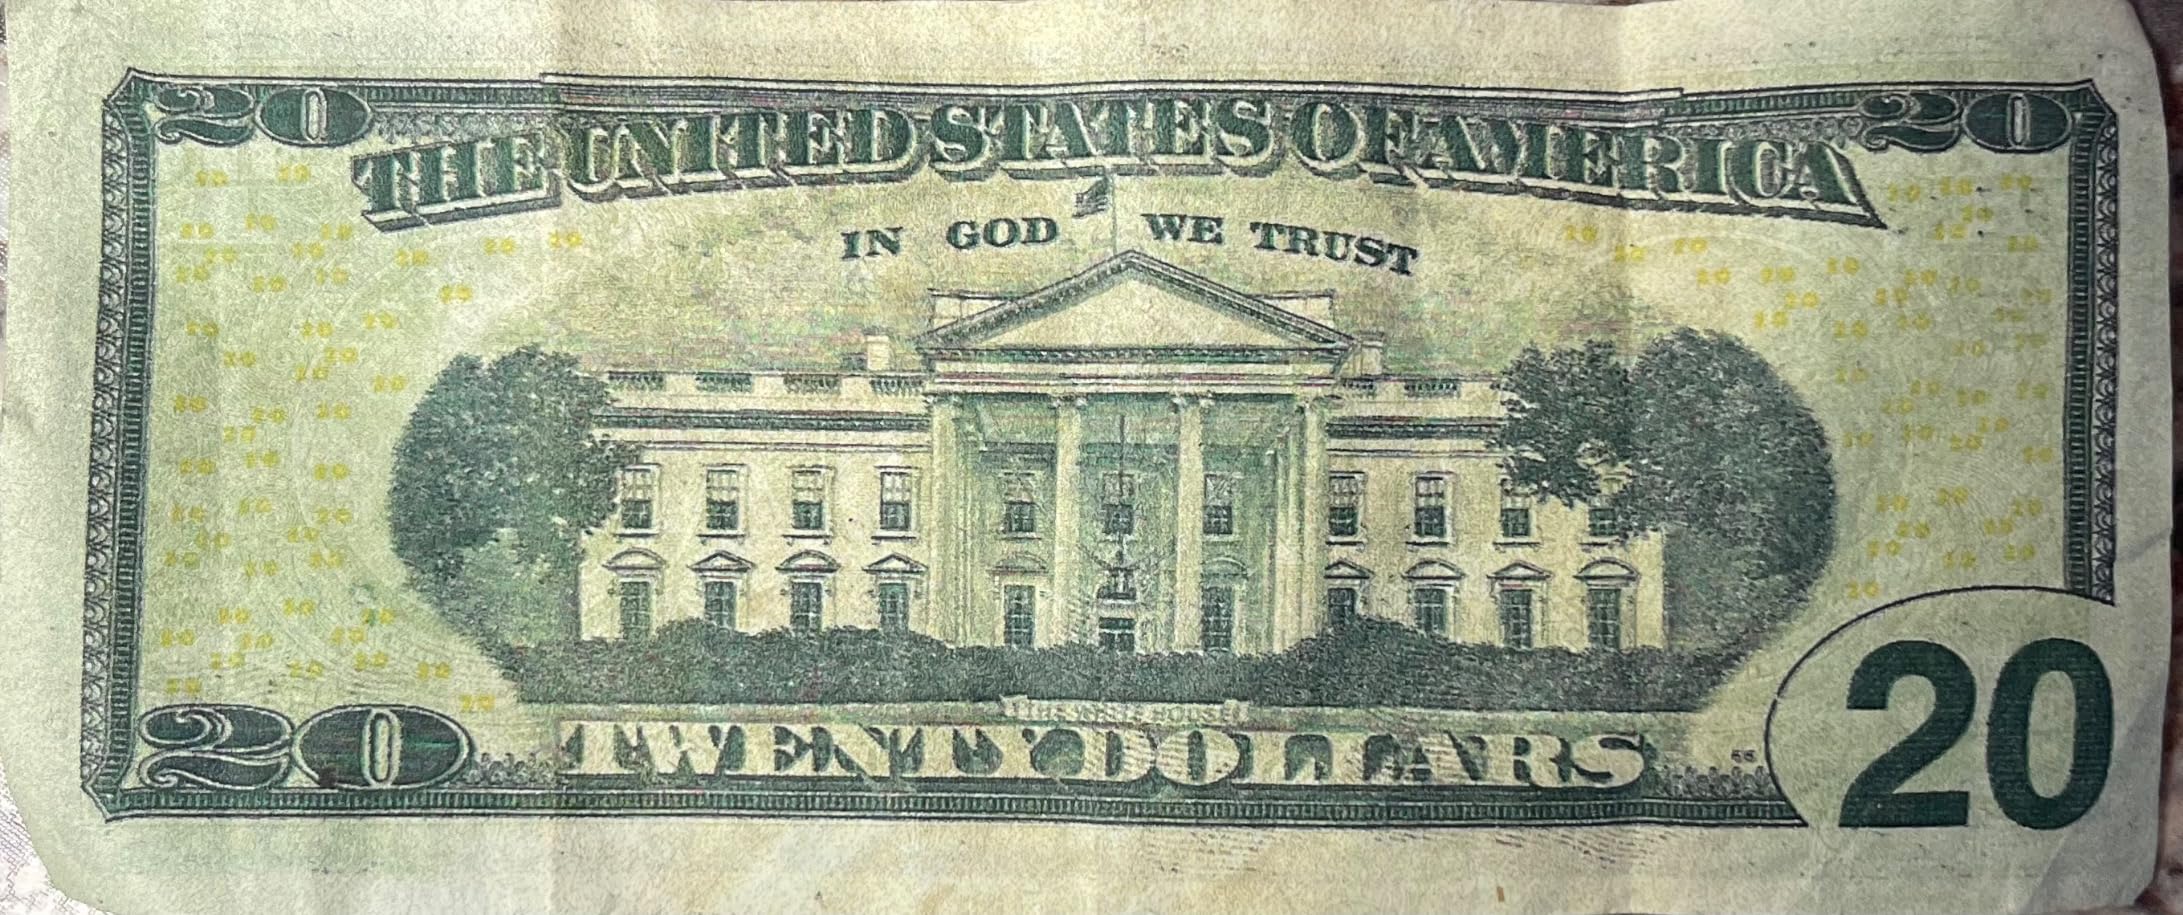 20 20
THE UNITED STATES OF AMERICA
IN GOD WE TRUST
20 TWENTY DOLLARS 20